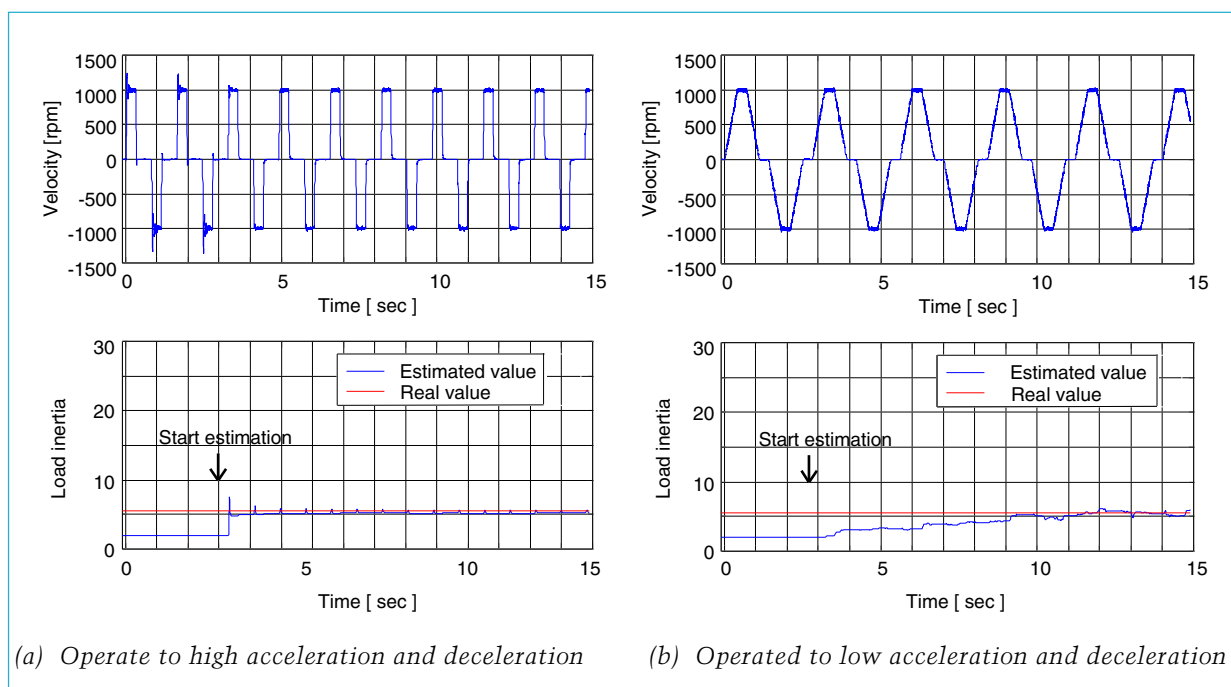 1500
1000
500
0
-500
-1000
-1500
Velocity [rpm]
0 5 10 15
Time [ sec ]
1500
1000
500
0
-500
-1000
-1500
Velocity [rpm]
0 5 10 15
Time [ sec ]
30
20
10
0
Load inertia
Estimated value
Real value
Start estimation
0 5 10 15
Time [ sec ]
30
20
10
0
Load inertia
Estimated value
Real value
Start estimation
0 5 10 15
Time [ sec ]
(a) Operate to high acceleration and deceleration
(b) Operated to low acceleration and deceleration